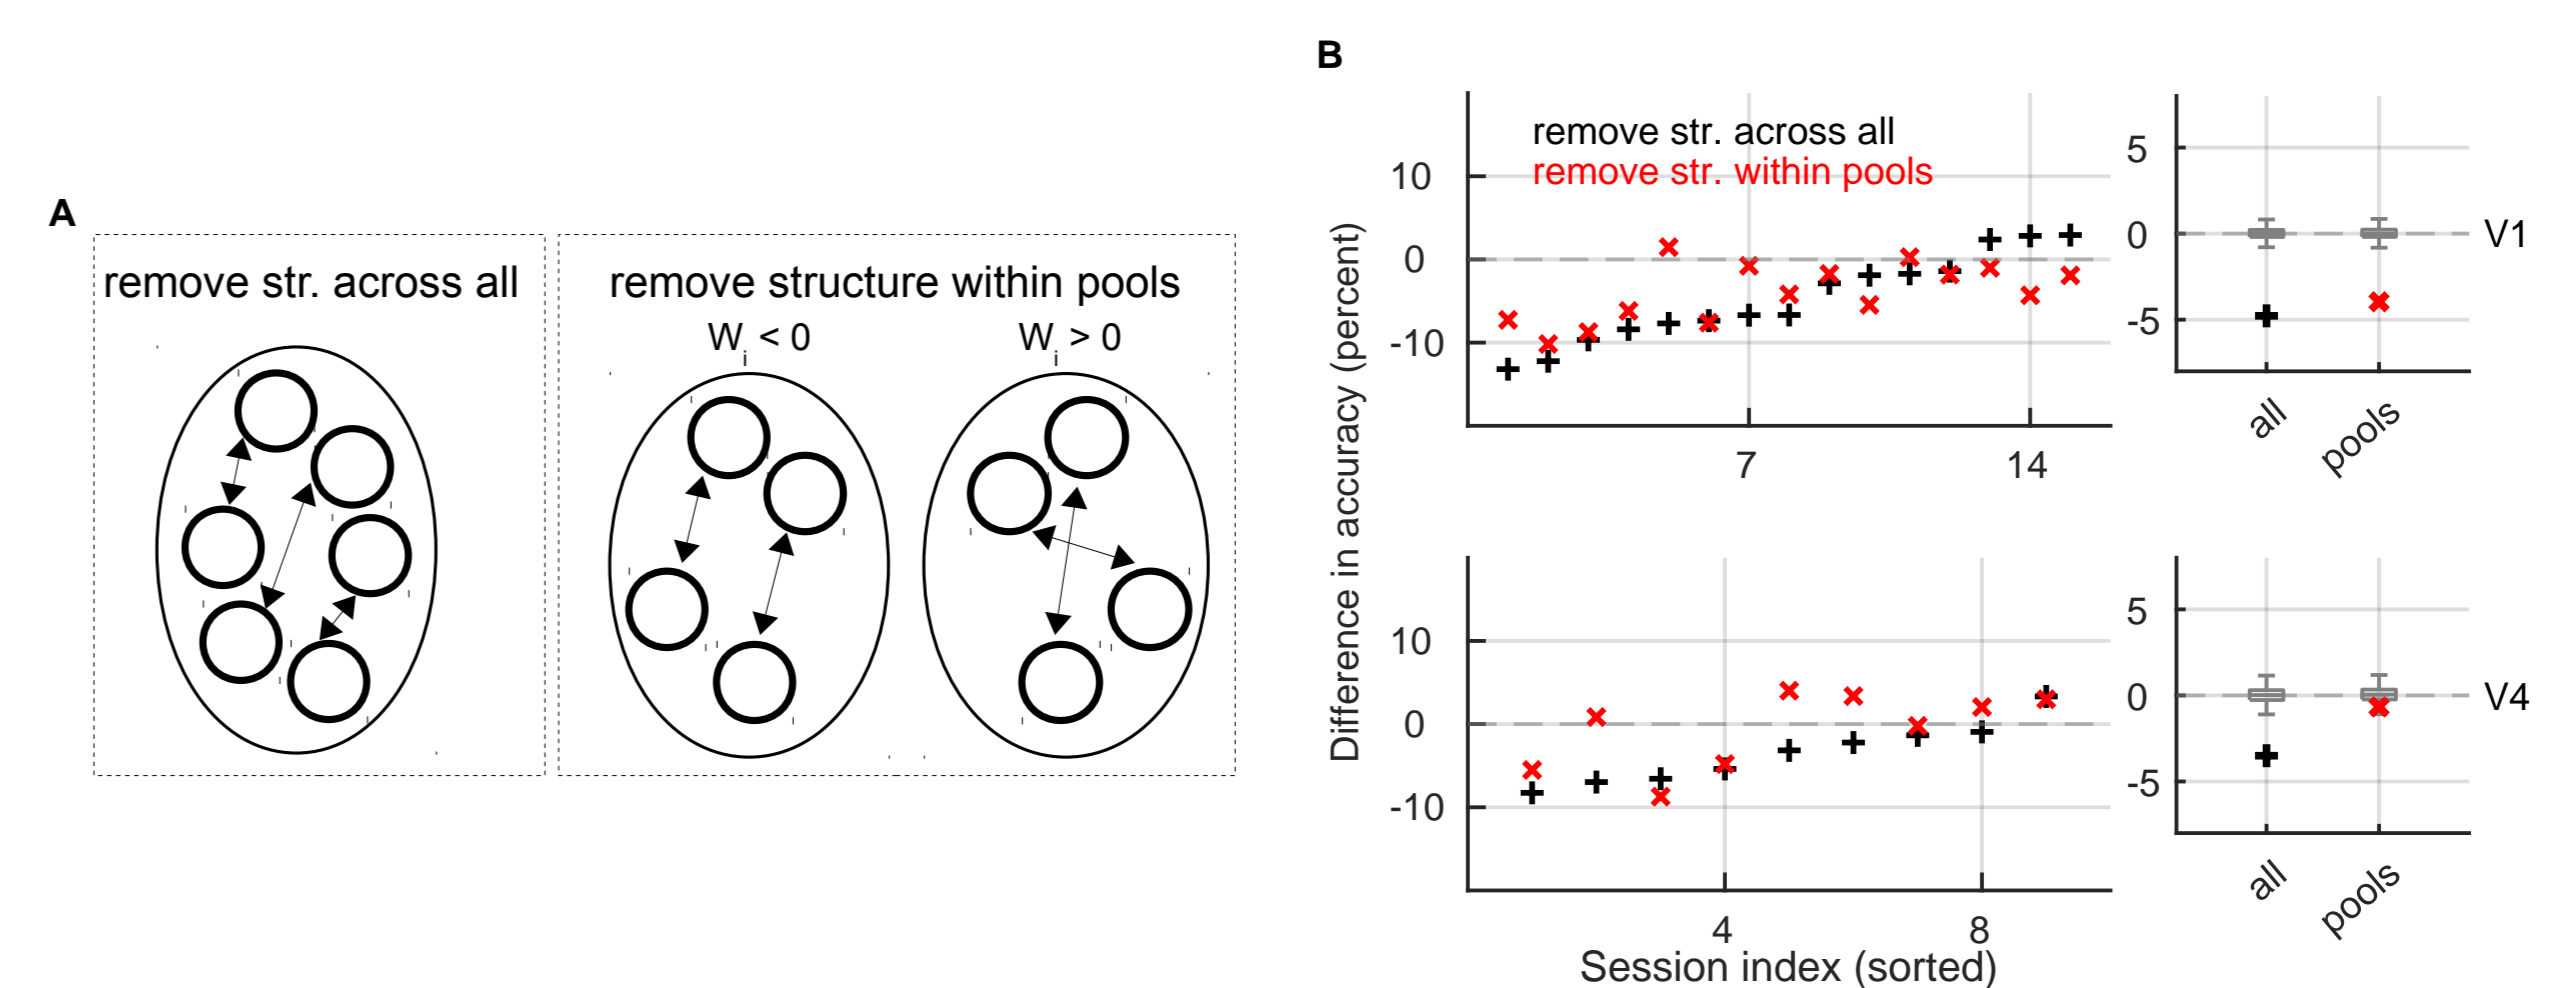 A
remove str. across all
remove structure within pools
W_i < 0
W_i > 0
B
remove str. across all
remove str. within pools
Difference in accuracy (percent)
10
0
-10
7
14
5
0
-5
V1
all
pools
10
0
-10
4
8
Session index (sorted)
5
0
-5
V4
all
pools